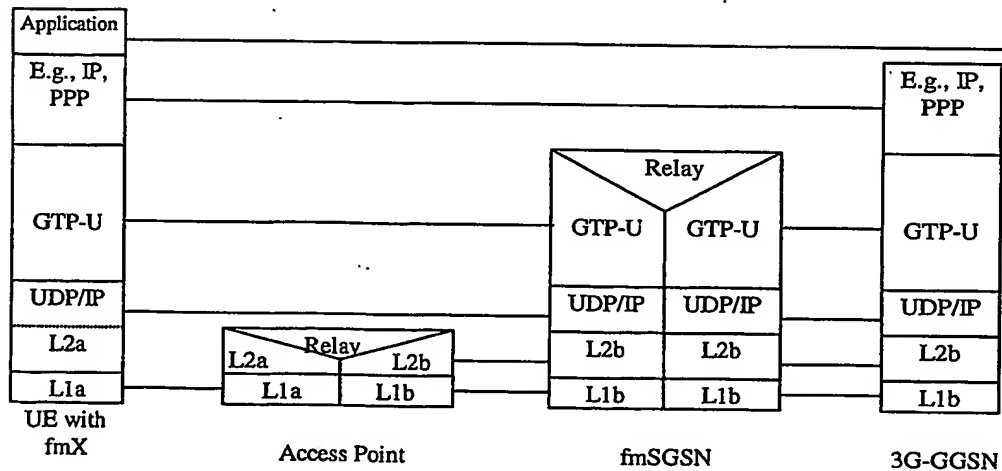 Application
E.g., IP,
PPP
GTP-U
UDP/IP
L2a
L1a
UE with
fmX
Relay
L2a
L2b
L1a
L1b
Access Point
Relay
GTP-U
GTP-U
UDP/IP
UDP/IP
L2b
L2b
L1b
L1b
fmSGSN
E.g., IP,
PPP
GTP-U
UDP/IP
L2b
L1b
3G-GGSN